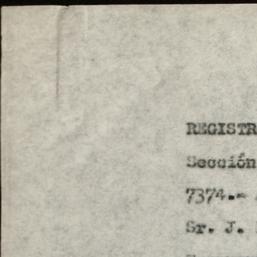 REGISTR
Sección
7374.-
Sr. J.